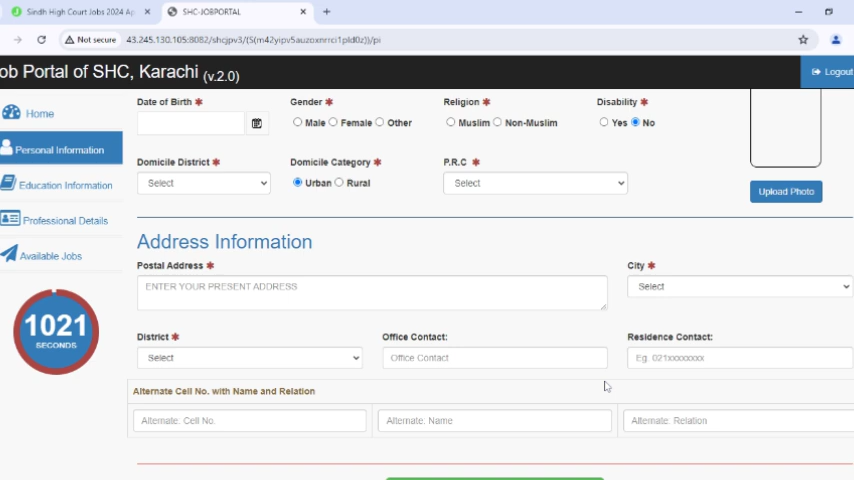 Sindh High Court Jobs 2024 Ap
SHC-JOBPORTAL
Not secure
43.245.130.105:8082/shcjpv3/(S(m42yipv5auzoxnrrci1pld0z))/pi
ob Portal of SHC, Karachi (v.2.0)
Logout
Home
Personal Information
Education Information
Professional Details
Available Jobs
1021
SECONDS
Date of Birth * Gender * Religion * Disability *
Male Female Other Muslim Non-Muslim Yes No
Domicile District * Domicile Category * P.R.C *
Select Urban Rural Select
Upload Photo
Address Information
Postal Address * City *
ENTER YOUR PRESENT ADDRESS Select
District * Office Contact: Residence Contact:
Select Office Contact Eg. 021xxxxxxxx
Alternate Cell No. with Name and Relation
Alternate. Cell No. Alternate. Name Alternate. Relation